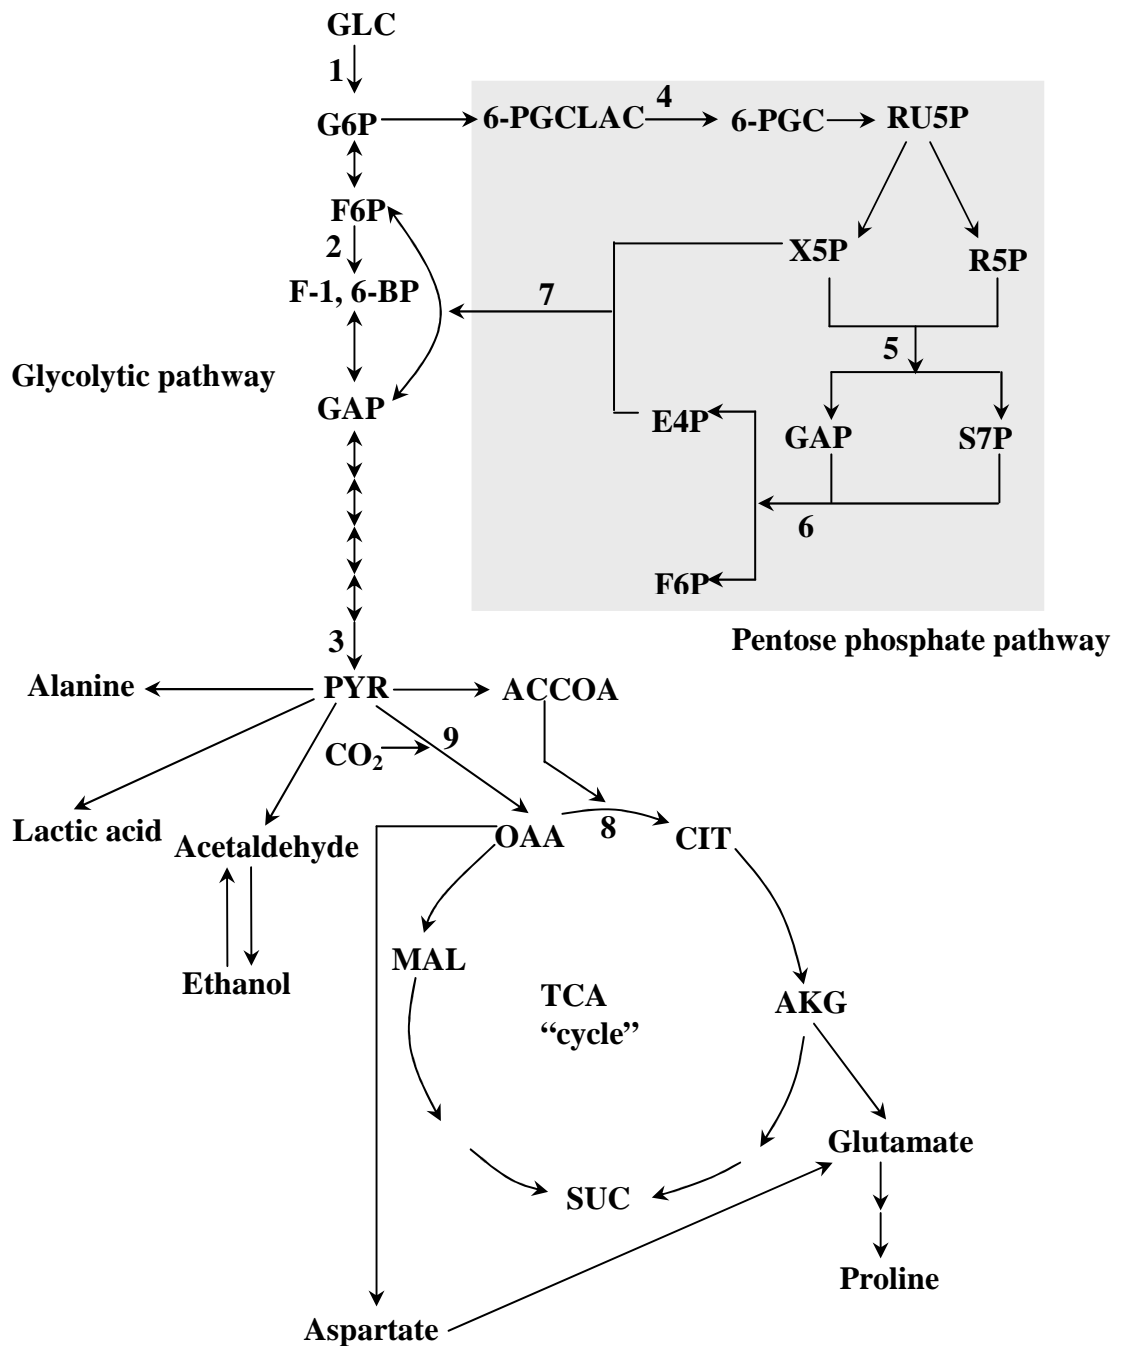 GLC
1
G6P
6-PGCLAC
4
6-PGC
RU5P
F6P
2
F-1, 6-BP
X5P
R5P
7
5
Glycolytic pathway
GAP
E4P
GAP
S7P
6
F6P
3
Pentose phosphate pathway
Alanine
PYR
ACCOA
CO2
9
Lactic acid
Acetaldehyde
OAA
8
CIT
MAL
Ethanol
TCA
“cycle”
AKG
Glutamate
SUC
Proline
Aspartate